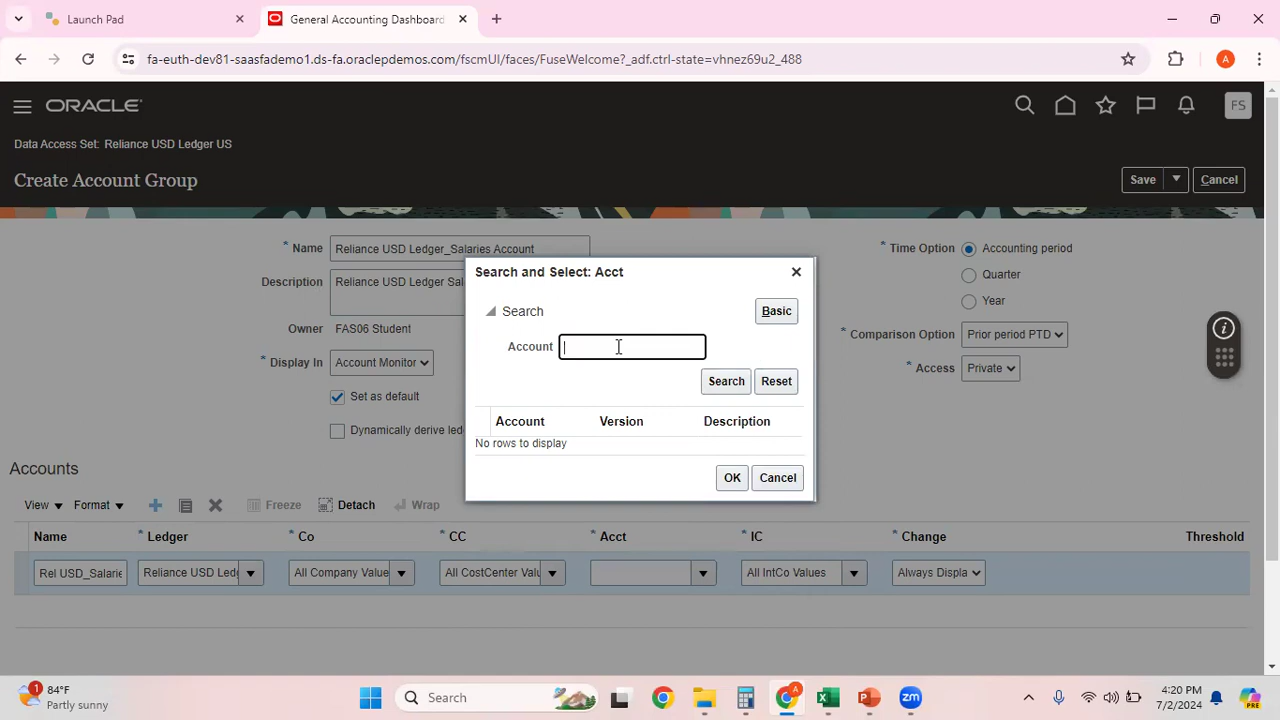 Launch Pad
General Accounting Dashboard
fa-euth-dev81-saasfademo1.ds-fa.oraclepdemos.com/fscmUI/faces/FuseWelcome?_adf.ctrl-state=vhnez69u2_488
A
ORACLE
FS
Data Access Set: Reliance USD Ledger US
Create Account Group
Save
Cancel
* Name
Reliance USD Ledger_Salaries Account
* Time Option
Accounting period
Quarter
Year
Description
Reliance USD Ledger Sal
Owner
FAS06 Student
* Comparison Option
Prior period PTD
* Display In
Account Monitor
* Access
Private
Set as default
Dynamically derive led
Search and Select: Acct
Search
Basic
Account
Search
Reset
Account Version Description
No rows to display
OK
Cancel
Accounts
View Format Freeze Detach Wrap
Name * Ledger * Co * CC * Acct * IC * Change Threshold
Rel USD_Salarie Reliance USD Ledg All Company Value All CostCenter Valu All IntCo Values Always Displa
1
84°F
Partly sunny
Search
A
zm
4:20 PM
7/2/2024
PRE